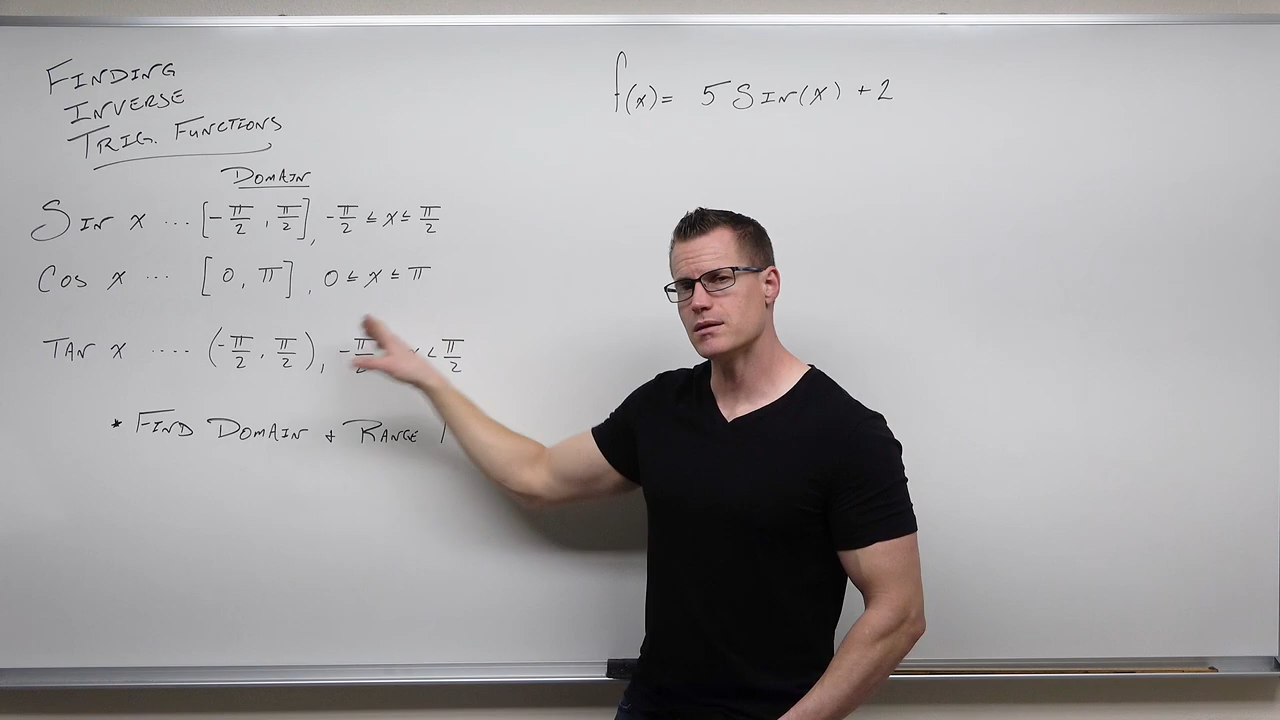 FINDING
INVERSE
TRIG. FUNCTIONS
DOMAIN
SIN x ... [-π/2, π/2], -π/2 ≤ x ≤ π/2
COS x ... [0, π], 0 ≤ x ≤ π
TAN x .... (-π/2, π/2), -π/2 x < π/2
* FIND DOMAIN + RANGE
f(x) = 5 SIN(x) + 2